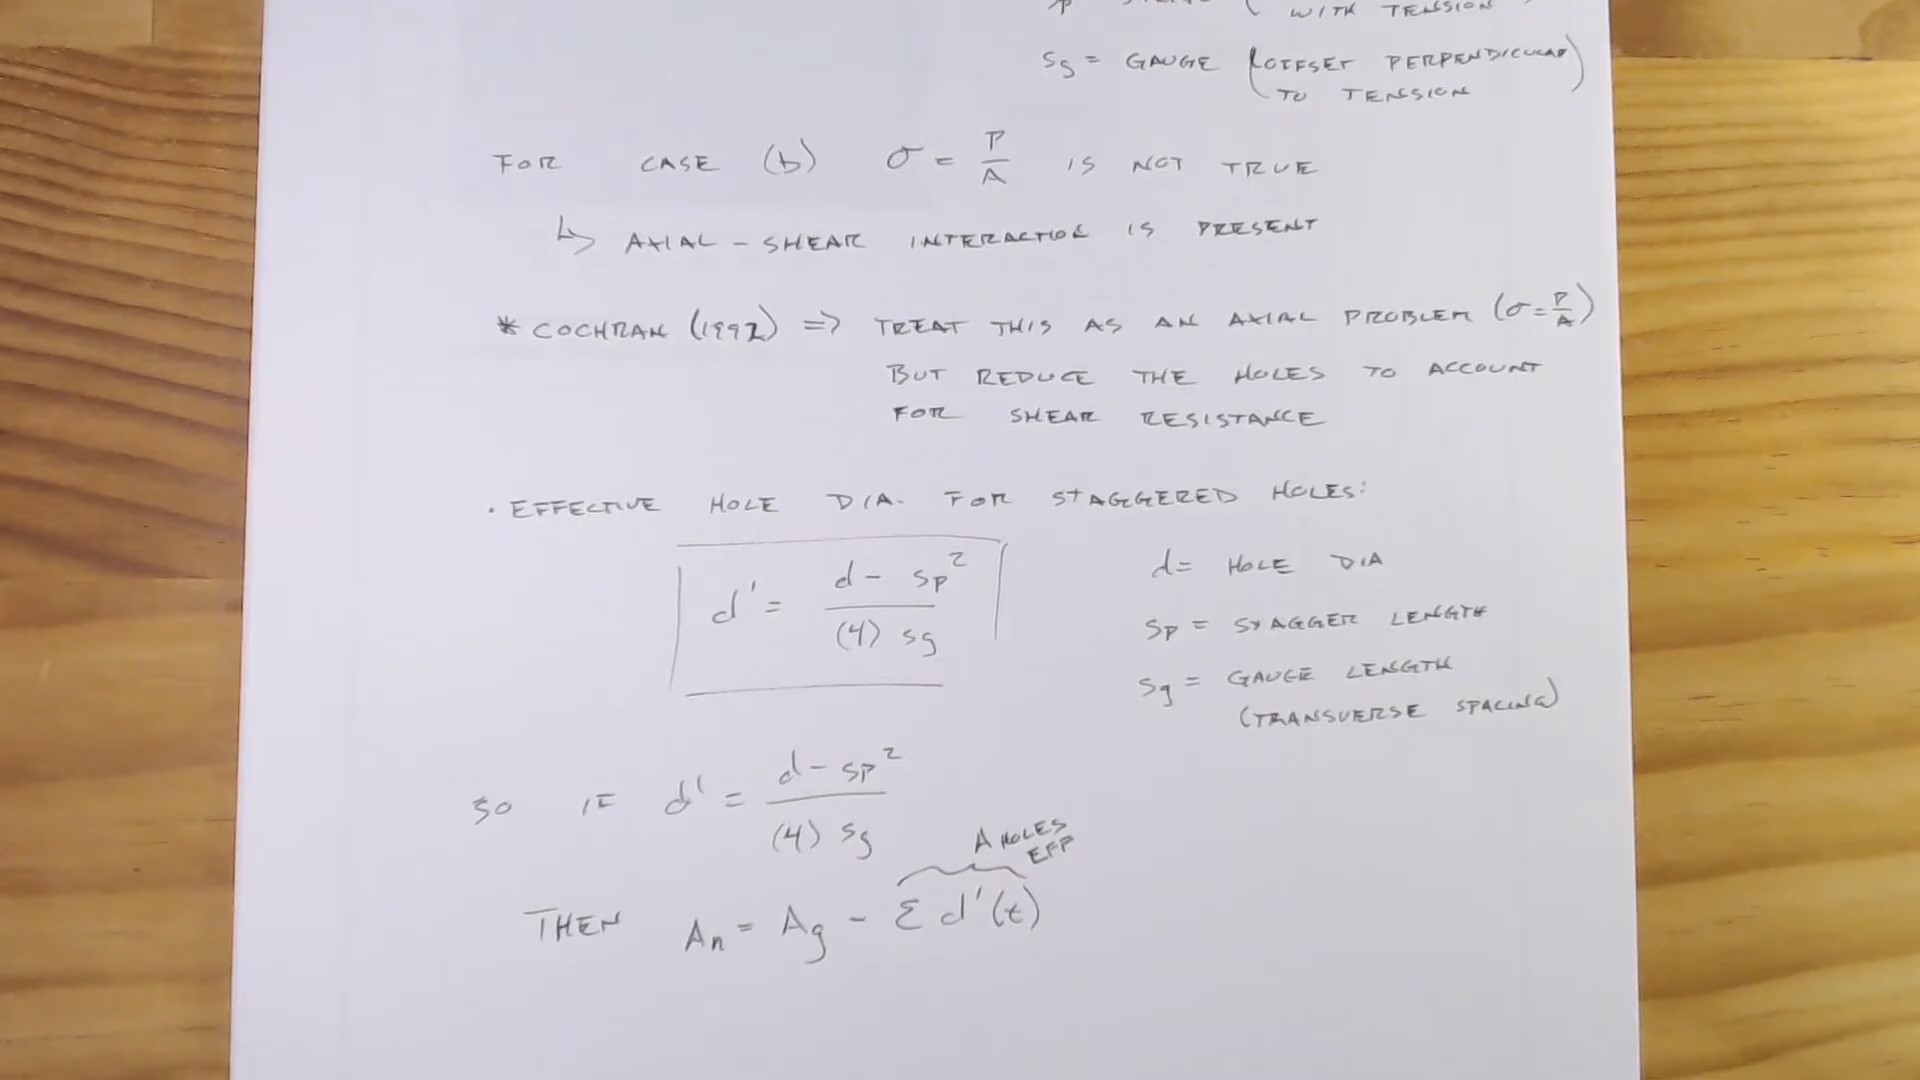 WITH TENSION
sg = GAUGE (OFFSET PERPENDICULAR
TO TENSION)
FOR CASE (b) σ = P/A IS NOT TRUE
↳ AXIAL - SHEAR INTERACTION IS PRESENT
* COCHRAN (1992) => TREAT THIS AS AN AXIAL PROBLEM (σ = P/A)
BUT REDUCE THE HOLES TO ACCOUNT
FOR SHEAR RESISTANCE
• EFFECTIVE HOLE DIA. FOR STAGGERED HOLES:
d' = (d - sp²) / ((4) sg)
d = HOLE DIA
sp = STAGGER LENGTH
sg = GAUGE LENGTH
(TRANSVERSE SPACING)
SO IF d' = (d - sp²) / ((4) sg)
A HOLES
EFF
THEN An = Ag - Σ d'(t)